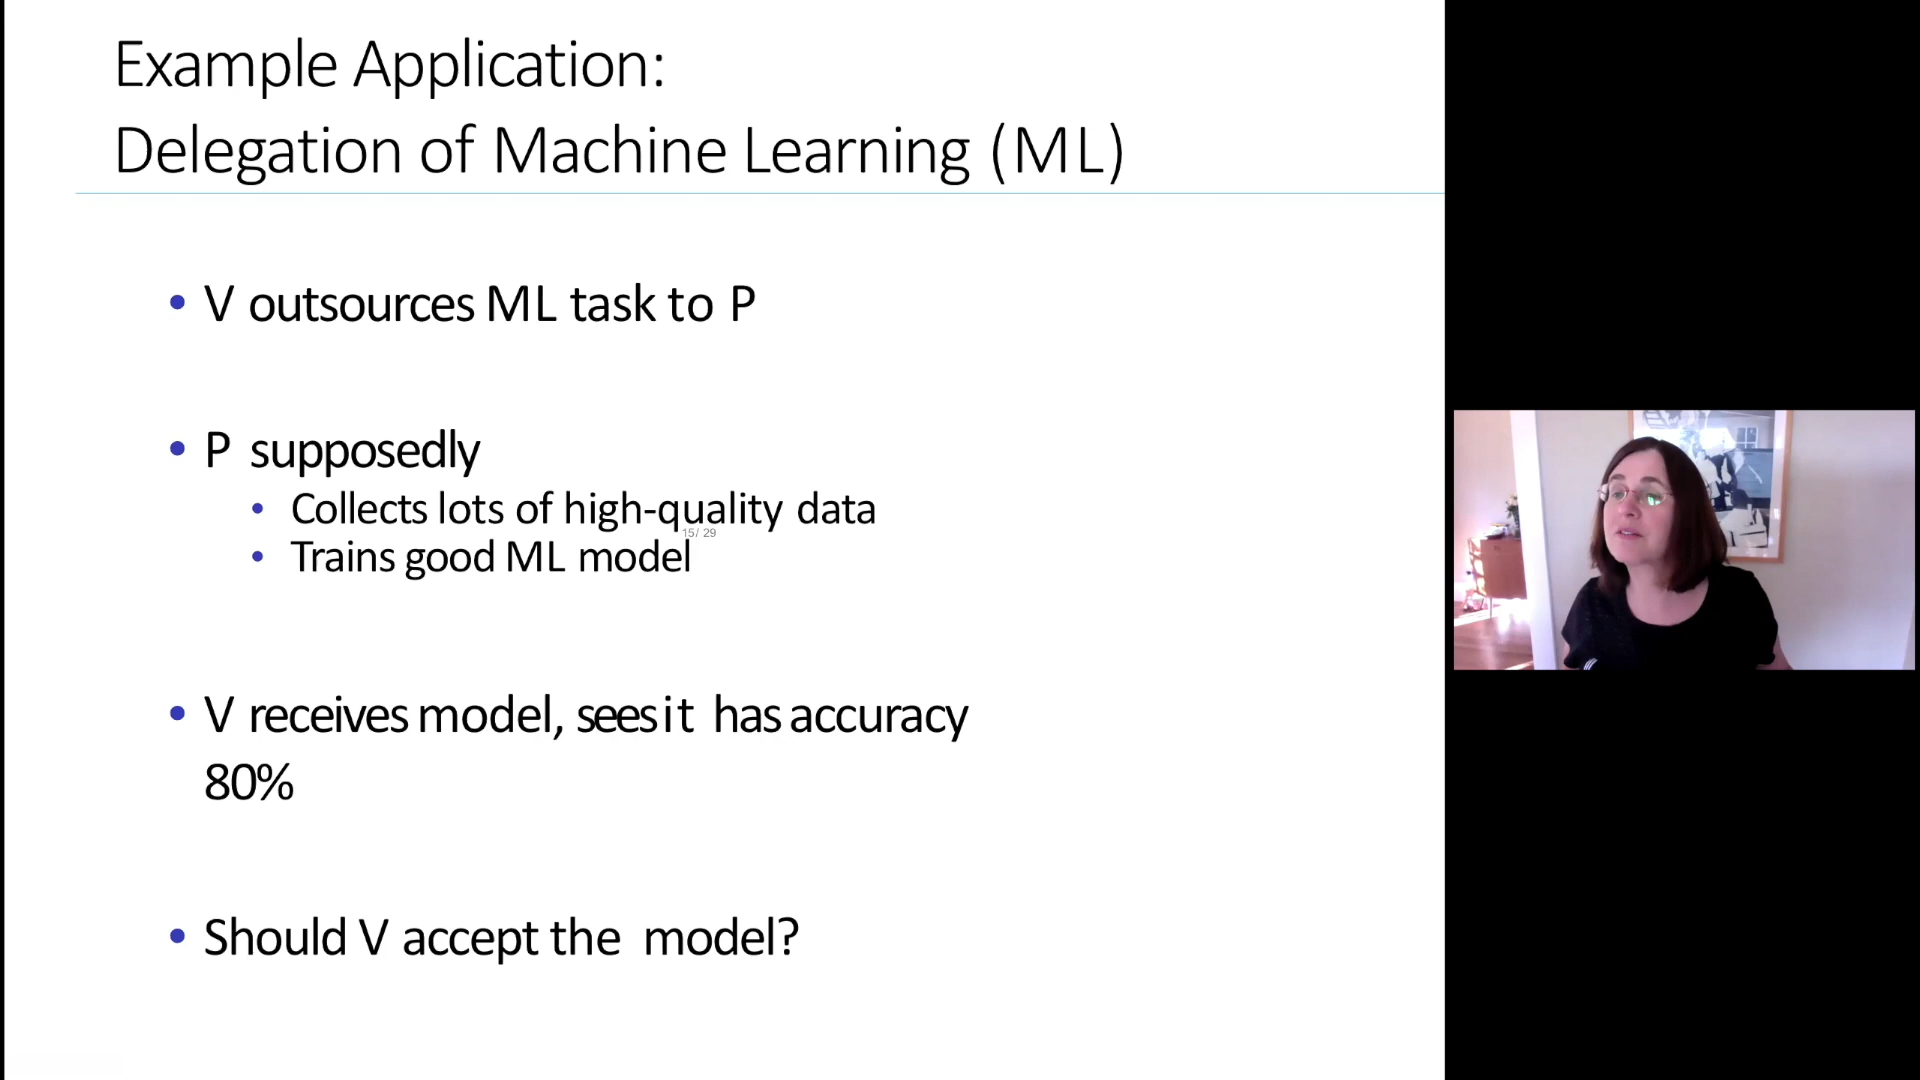 Example Application:
Delegation of Machine Learning (ML)
• V outsources ML task to P
• P supposedly
• Collects lots of high-quality data
15/ 29
• Trains good ML model
• V receives model, sees it has accuracy
80%
• Should V accept the model?